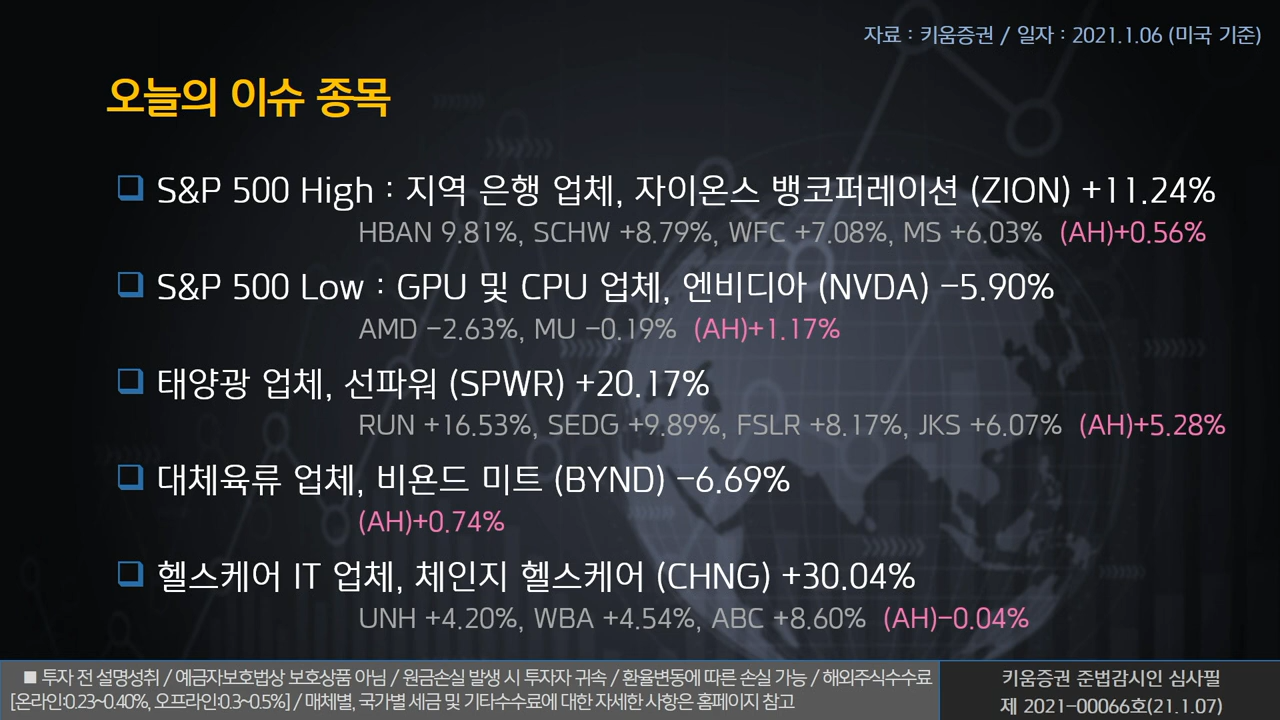 자료 : 키움증권 / 일자 : 2021.1.06 (미국 기준)
오늘의 이슈 종목
❑ S&P 500 High : 지역 은행 업체, 자이온스 뱅코퍼레이션 (ZION) +11.24%
HBAN 9.81%, SCHW +8.79%, WFC +7.08%, MS +6.03% (AH)+0.56%
❑ S&P 500 Low : GPU 및 CPU 업체, 엔비디아 (NVDA) -5.90%
AMD -2.63%, MU -0.19% (AH)+1.17%
❑ 태양광 업체, 선파워 (SPWR) +20.17%
RUN +16.53%, SEDG +9.89%, FSLR +8.17%, JKS +6.07% (AH)+5.28%
❑ 대체육류 업체, 비욘드 미트 (BYND) -6.69%
(AH)+0.74%
❑ 헬스케어 IT 업체, 체인지 헬스케어 (CHNG) +30.04%
UNH +4.20%, WBA +4.54%, ABC +8.60% (AH)-0.04%
■ 투자 전 설명성취 / 예금자보호법상 보호상품 아님 / 원금손실 발생 시 투자자 귀속 / 환율변동에 따른 손실 가능 / 해외주식수수료
[온라인:0.23~0.40%, 오프라인:0.3~0.5%] / 매체별, 국가별 세금 및 기타수수료에 대한 자세한 사항은 홈페이지 참고
키움증권 준법감시인 심사필
제 2021-00066호(21.1.07)